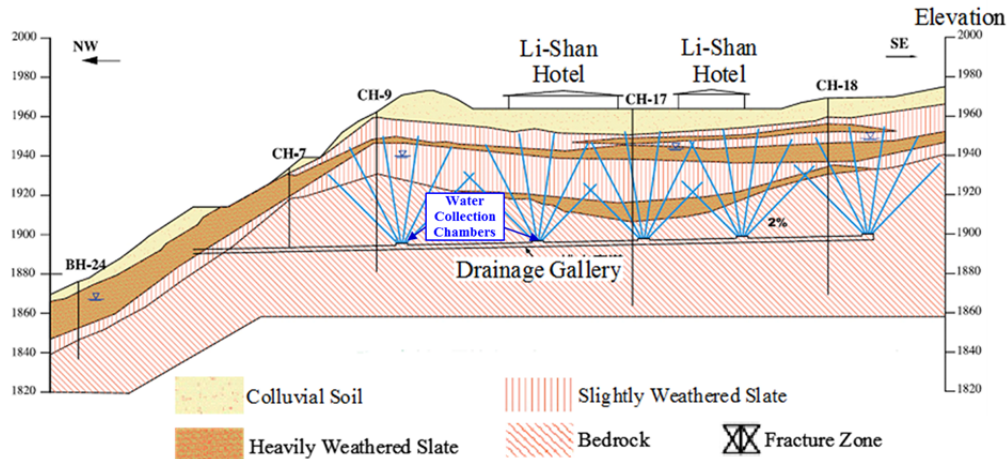 Elevation
2000
1980
1960
1940
1920
1900
1880
1860
1840
1820
NW
SE
Li-Shan
Hotel
Li-Shan
Hotel
CH-9
CH-17
CH-18
CH-7
BH-24
Water
Collection
Chambers
2%
Drainage Gallery
2000
1980
1960
1940
1920
1900
1880
1860
1840
1820
Colluvial Soil
Slightly Weathered Slate
Heavily Weathered Slate
Bedrock
Fracture Zone